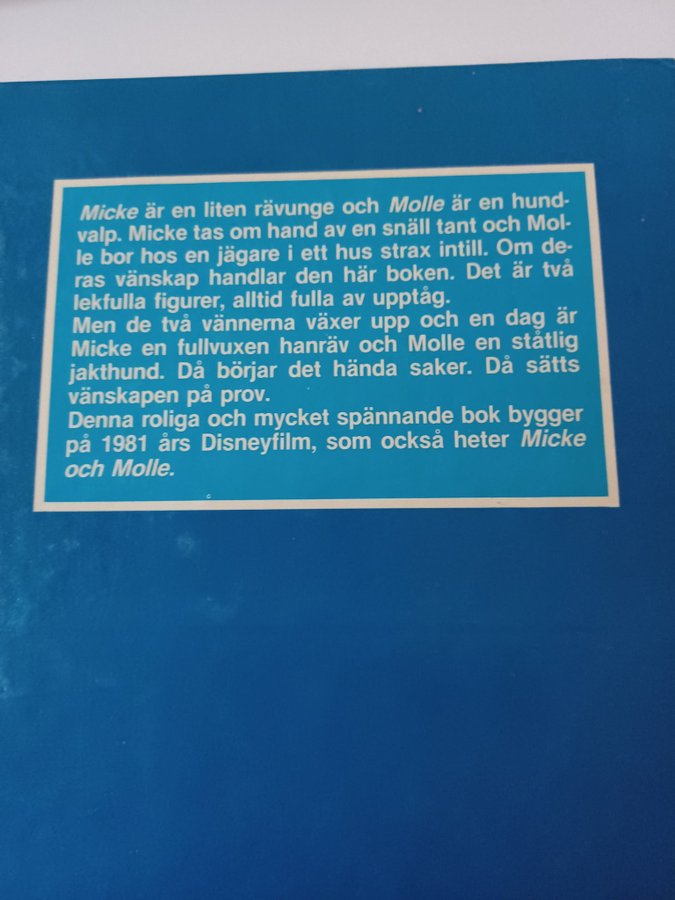 Micke är en liten rävunge och Molle är en hund-
valp. Micke tas om hand av en snäll tant och Mol-
le bor hos en jägare i ett hus strax intill. Om de-
ras vänskap handlar den här boken. Det är två
lekfulla figurer, alltid fulla av upptåg.
Men de två vännerna växer upp och en dag är
Micke en fullvuxen hanräv och Molle en ståtlig
jakthund. Då börjar det hända saker. Då sätts
vänskapen på prov.
Denna roliga och mycket spännande bok bygger
på 1981 års Disneyfilm, som också heter Micke
och Molle.